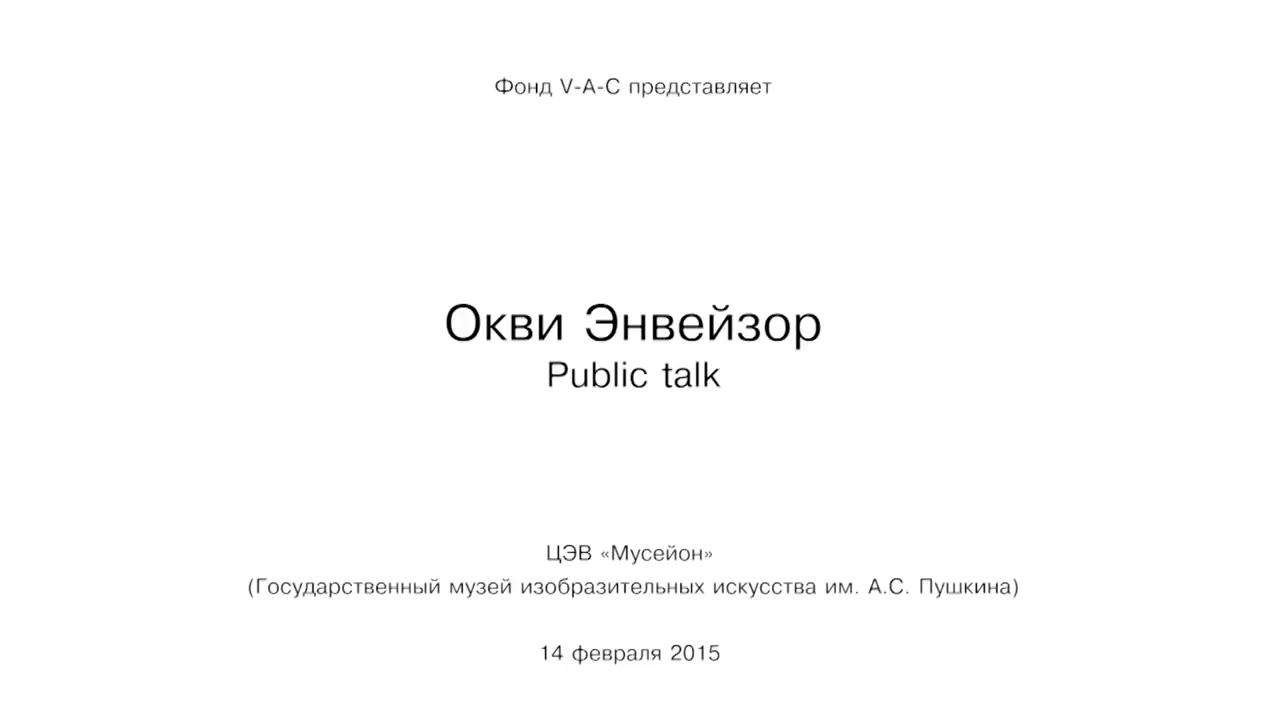 Фонд V-A-C представляет
Окви Энвейзор
Public talk
ЦЭВ «Мусейон»
(Государственный музей изобразительных искусства им. А.С. Пушкина)
14 февраля 2015